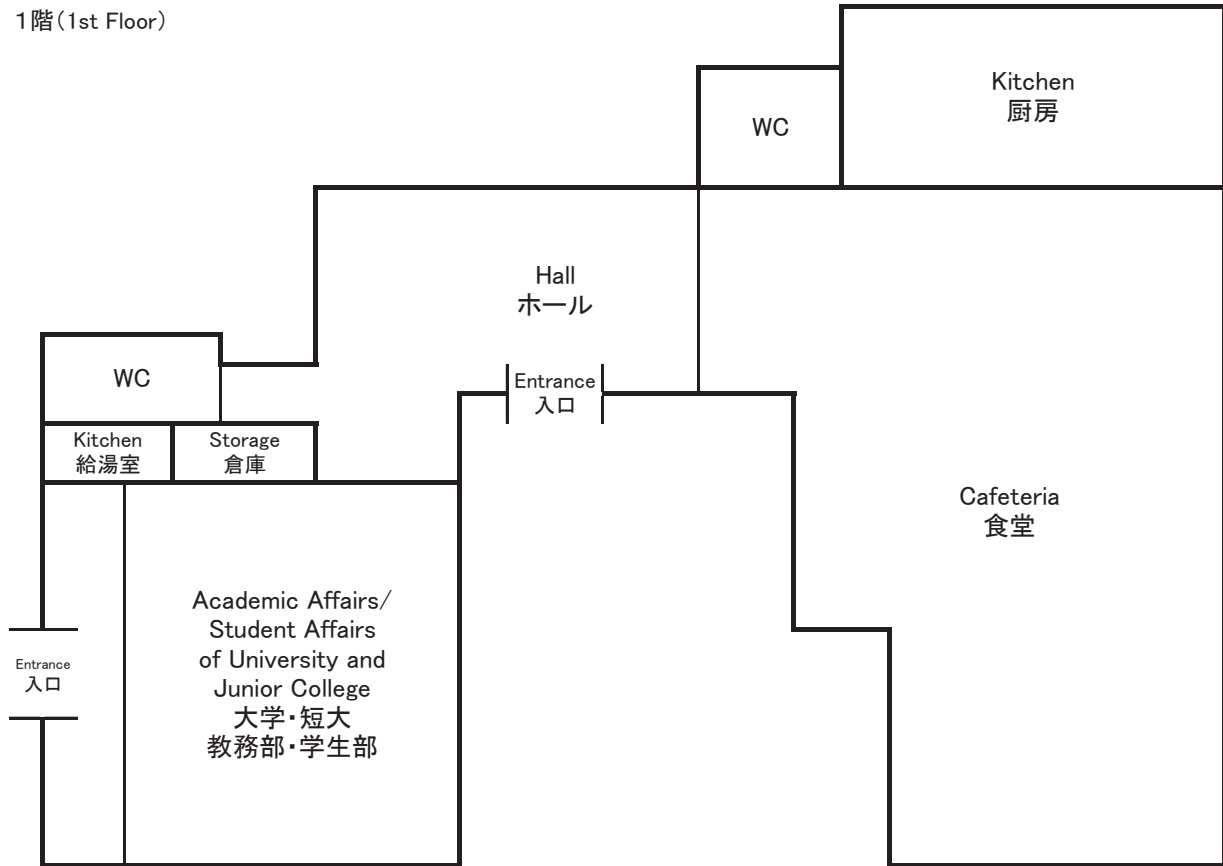 1階(1st Floor)
Kitchen
厨房
WC
Hall
ホール
WC
Entrance
入口
Kitchen
給湯室
Storage
倉庫
Cafeteria
食堂
Academic Affairs/
Student Affairs
of University and
Junior College
大学・短大
教務部・学生部
Entrance
入口